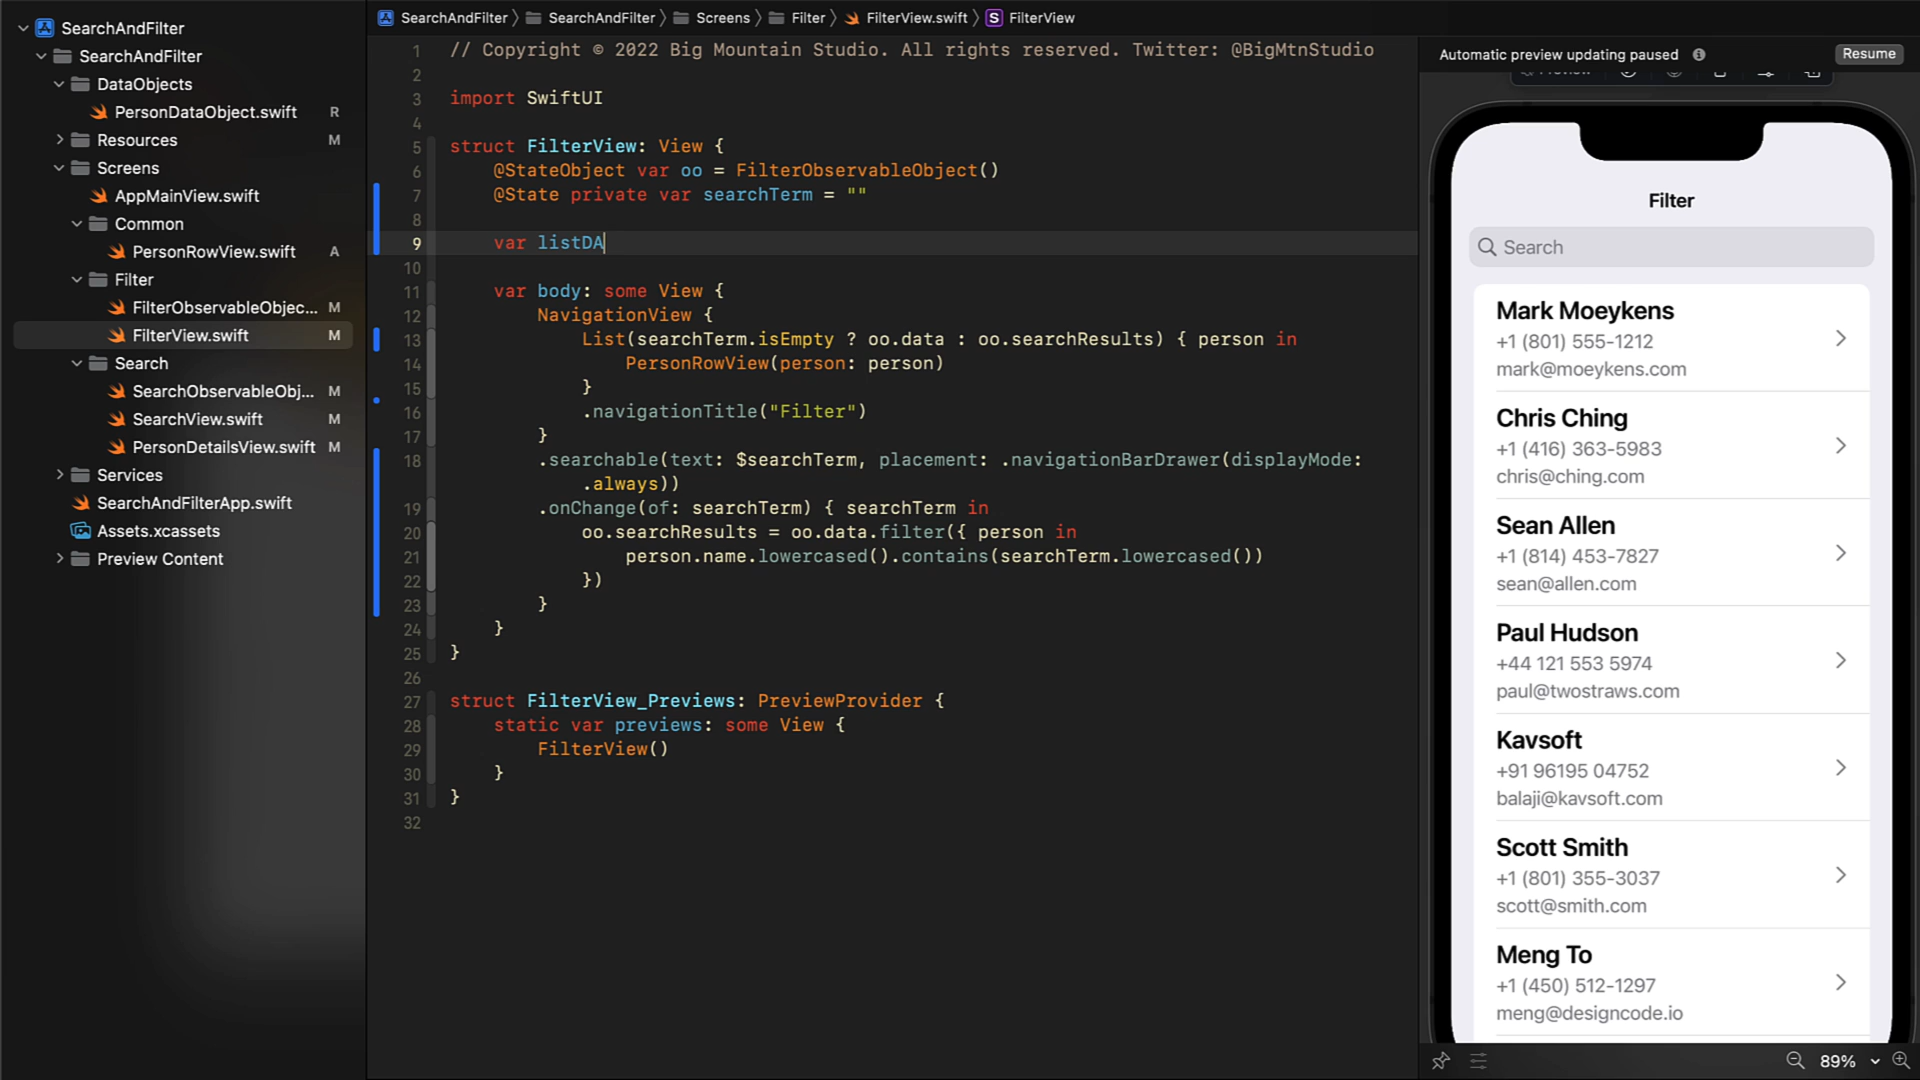 SearchAndFilter
SearchAndFilter
DataObjects
PersonDataObject.swift R
Resources M
Screens
AppMainView.swift
Common
PersonRowView.swift A
Filter
FilterObservableObjec... M
FilterView.swift M
Search
SearchObservableObj... M
SearchView.swift M
PersonDetailsView.swift M
Services
SearchAndFilterApp.swift
Assets.xcassets
Preview Content
SearchAndFilter SearchAndFilter Screens Filter FilterView.swift S FilterView
1 // Copyright © 2022 Big Mountain Studio. All rights reserved. Twitter: @BigMtnStudio
2
3 import SwiftUI
4
5 struct FilterView: View {
6 @StateObject var oo = FilterObservableObject()
7 @State private var searchTerm = ""
8
9 var listDA
10
11 var body: some View {
12 NavigationView {
13 List(searchTerm.isEmpty ? oo.data : oo.searchResults) { person in
14 PersonRowView(person: person)
15 }
16 .navigationTitle("Filter")
17 }
18 .searchable(text: $searchTerm, placement: .navigationBarDrawer(displayMode:
.always))
19 .onChange(of: searchTerm) { searchTerm in
20 oo.searchResults = oo.data.filter({ person in
21 person.name.lowercased().contains(searchTerm.lowercased())
22 })
23 }
24 }
25 }
26
27 struct FilterView_Previews: PreviewProvider {
28 static var previews: some View {
29 FilterView()
30 }
31 }
32
Automatic preview updating paused Resume
Preview
Filter
Search
Mark Moeykens
+1 (801) 555-1212
mark@moeykens.com
Chris Ching
+1 (416) 363-5983
chris@ching.com
Sean Allen
+1 (814) 453-7827
sean@allen.com
Paul Hudson
+44 121 553 5974
paul@twostraws.com
Kavsoft
+91 96195 04752
balaji@kavsoft.com
Scott Smith
+1 (801) 355-3037
scott@smith.com
Meng To
+1 (450) 512-1297
meng@designcode.io
89%